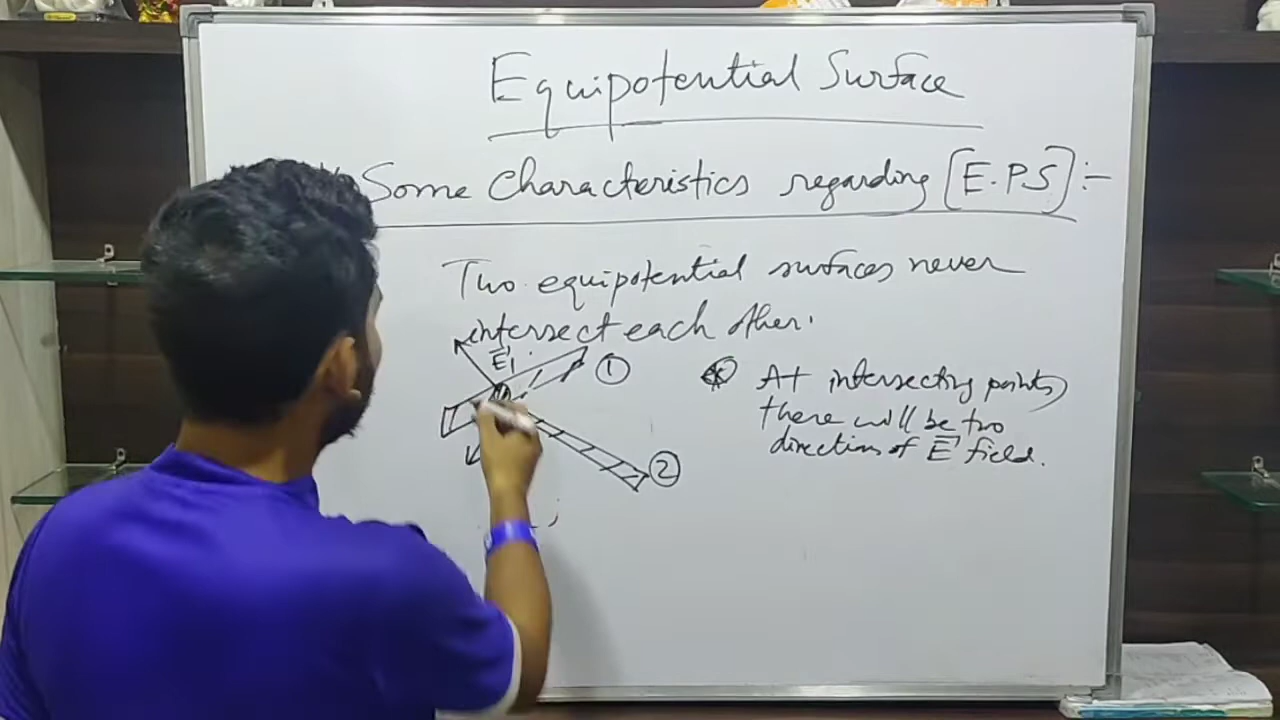 Equipotential Surface
Some Characteristics regarding [E.P.S] :-
Two equipotential surfaces never
intersect each other.
E⃗₁
①
②
At intersecting points,
there will be two
direction of E⃗ field.